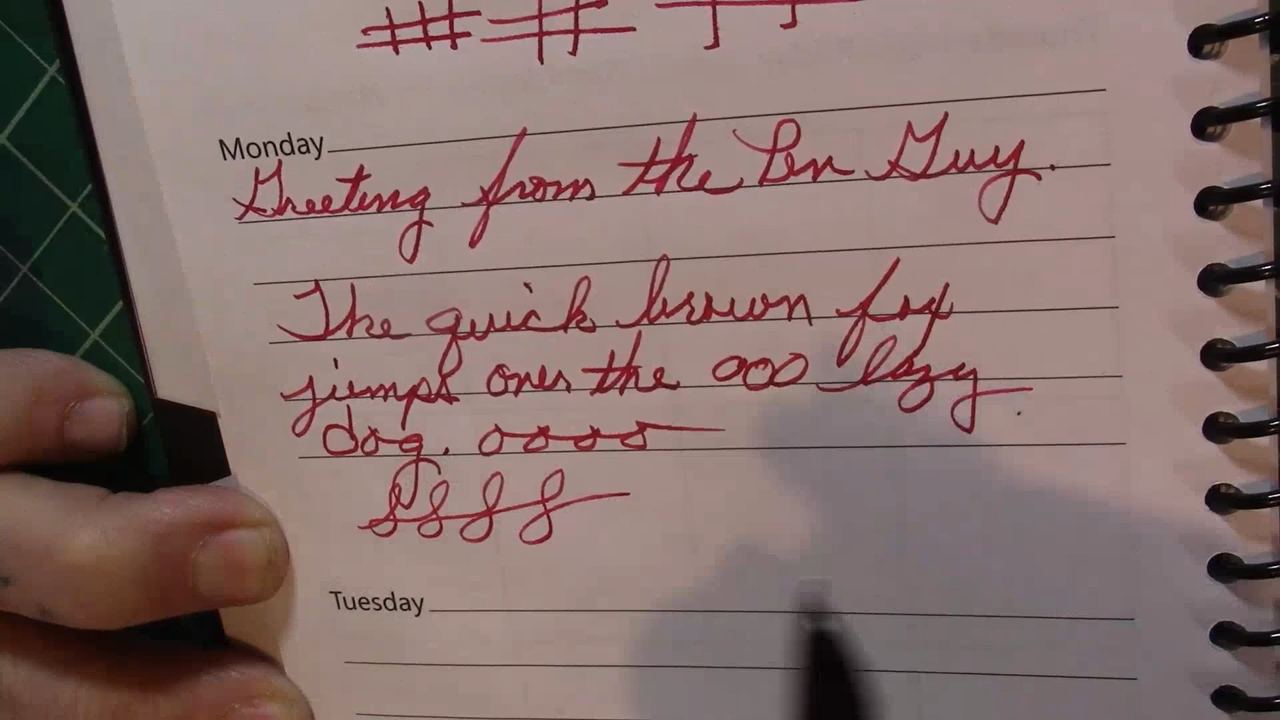 Monday
Greeting from the Pen Guy.
The quick brown fox
jumps over the ooo lazy
dog. oooo
Tuesday